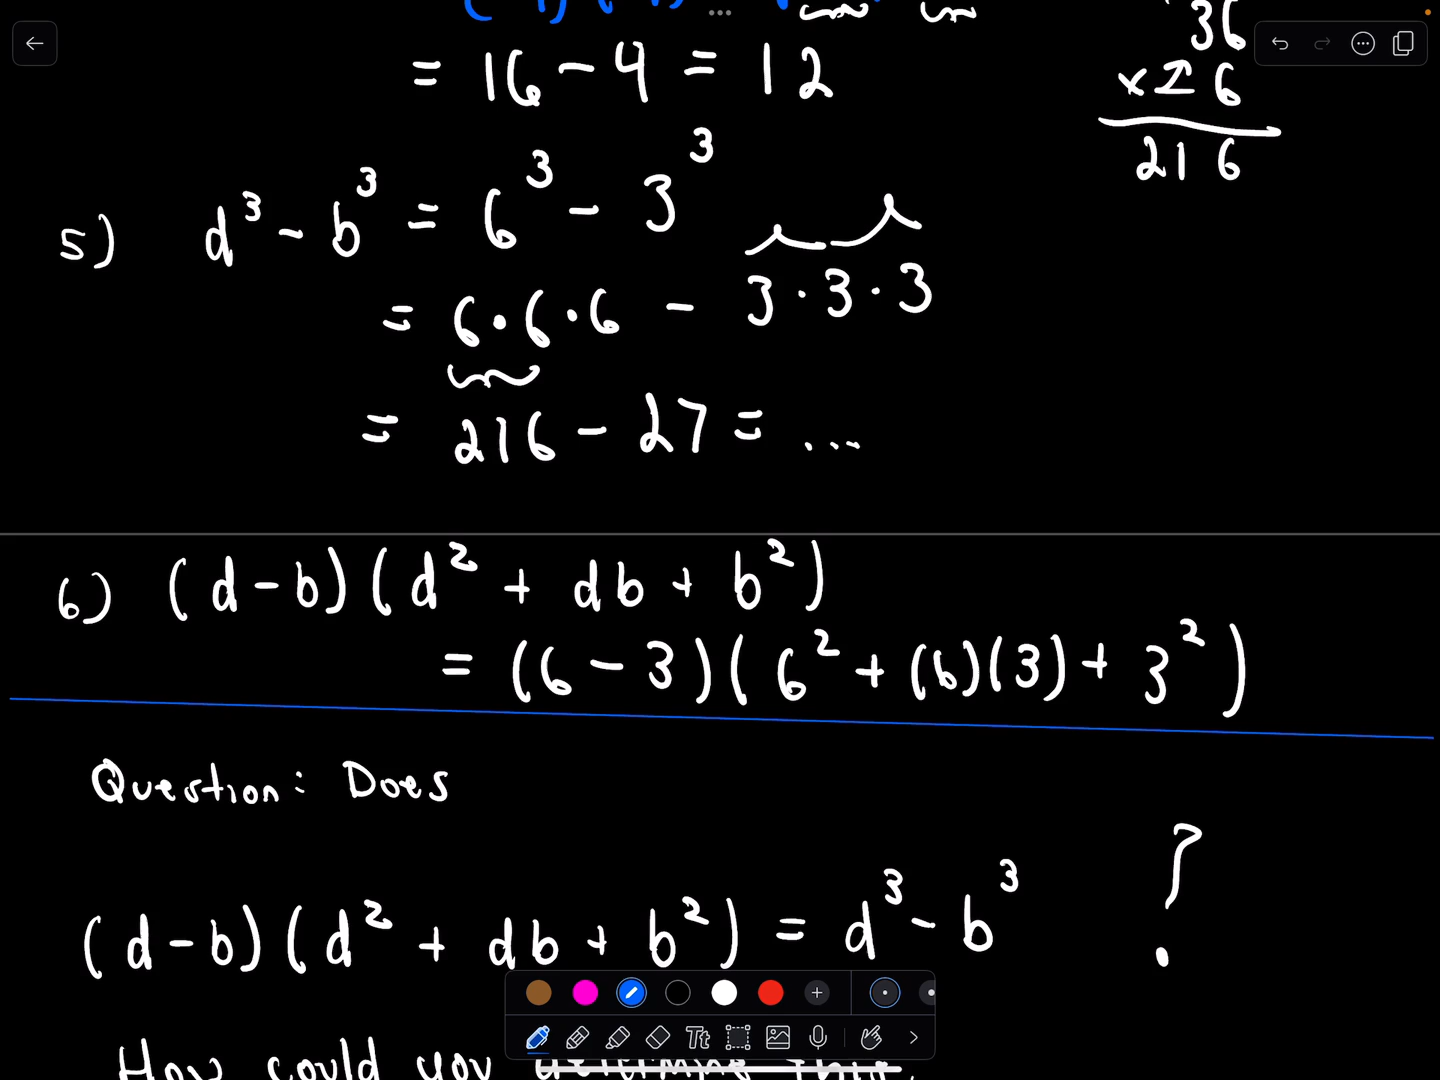 = 16 - 4 = 12
36
x 6
216
5) d³ - b³ = 6³ - 3³
= 6·6·6 - 3·3·3
= 216 - 27 = ...
6) (d-b)(d² + db + b²)
= (6-3)(6² + (6)(3) + 3²)
Question: Does
(d-b)(d² + db + b²) = d³ - b³ ?
Tt
How could you